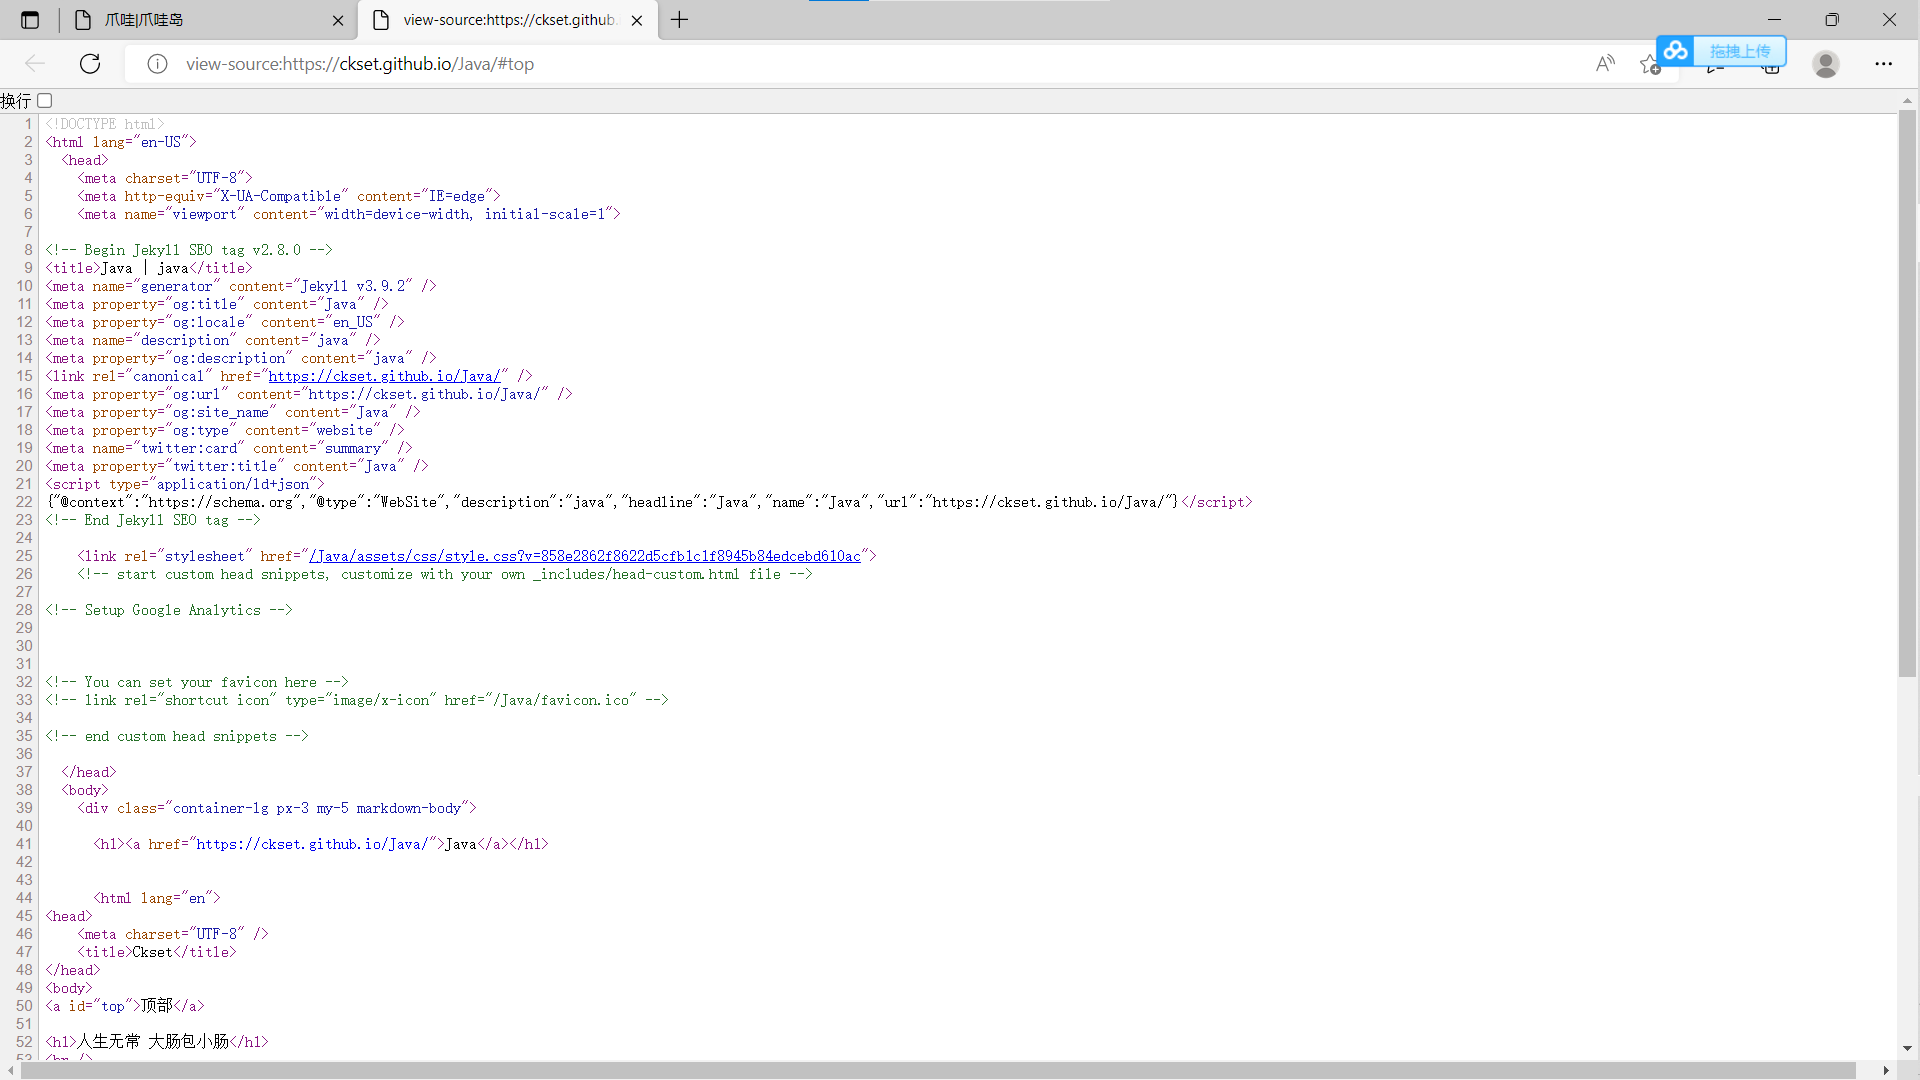 爪哇|爪哇岛
view-source:https://ckset.github.
view-source:https://ckset.github.io/Java/#top
拖拽上传
换行
1 <!DOCTYPE html>
2 <html lang="en-US">
3 <head>
4 <meta charset="UTF-8">
5 <meta http-equiv="X-UA-Compatible" content="IE=edge">
6 <meta name="viewport" content="width=device-width, initial-scale=1">
7
8 <!-- Begin Jekyll SEO tag v2.8.0 -->
9 <title>Java | java</title>
10 <meta name="generator" content="Jekyll v3.9.2" />
11 <meta property="og:title" content="Java" />
12 <meta property="og:locale" content="en_US" />
13 <meta name="description" content="java" />
14 <meta property="og:description" content="java" />
15 <link rel="canonical" href="https://ckset.github.io/Java/" />
16 <meta property="og:url" content="https://ckset.github.io/Java/" />
17 <meta property="og:site_name" content="Java" />
18 <meta property="og:type" content="website" />
19 <meta name="twitter:card" content="summary" />
20 <meta property="twitter:title" content="Java" />
21 <script type="application/ld+json">
22 {"@context":"https://schema.org","@type":"WebSite","description":"java","headline":"Java","name":"Java","url":"https://ckset.github.io/Java/"}</script>
23 <!-- End Jekyll SEO tag -->
24
25 <link rel="stylesheet" href="/Java/assets/css/style.css?v=858e2862f8622d5cfb1c1f8945b84edcebd610ac">
26 <!-- start custom head snippets, customize with your own _includes/head-custom.html file -->
27
28 <!-- Setup Google Analytics -->
29
30
31
32 <!-- You can set your favicon here -->
33 <!-- link rel="shortcut icon" type="image/x-icon" href="/Java/favicon.ico" -->
34
35 <!-- end custom head snippets -->
36
37 </head>
38 <body>
39 <div class="container-lg px-3 my-5 markdown-body">
40
41 <h1><a href="https://ckset.github.io/Java/">Java</a></h1>
42
43
44 <html lang="en">
45 <head>
46 <meta charset="UTF-8" />
47 <title>Ckset</title>
48 </head>
49 <body>
50 <a id="top">顶部</a>
51
52 <h1>人生无常 大肠包小肠</h1>
53 <hr />